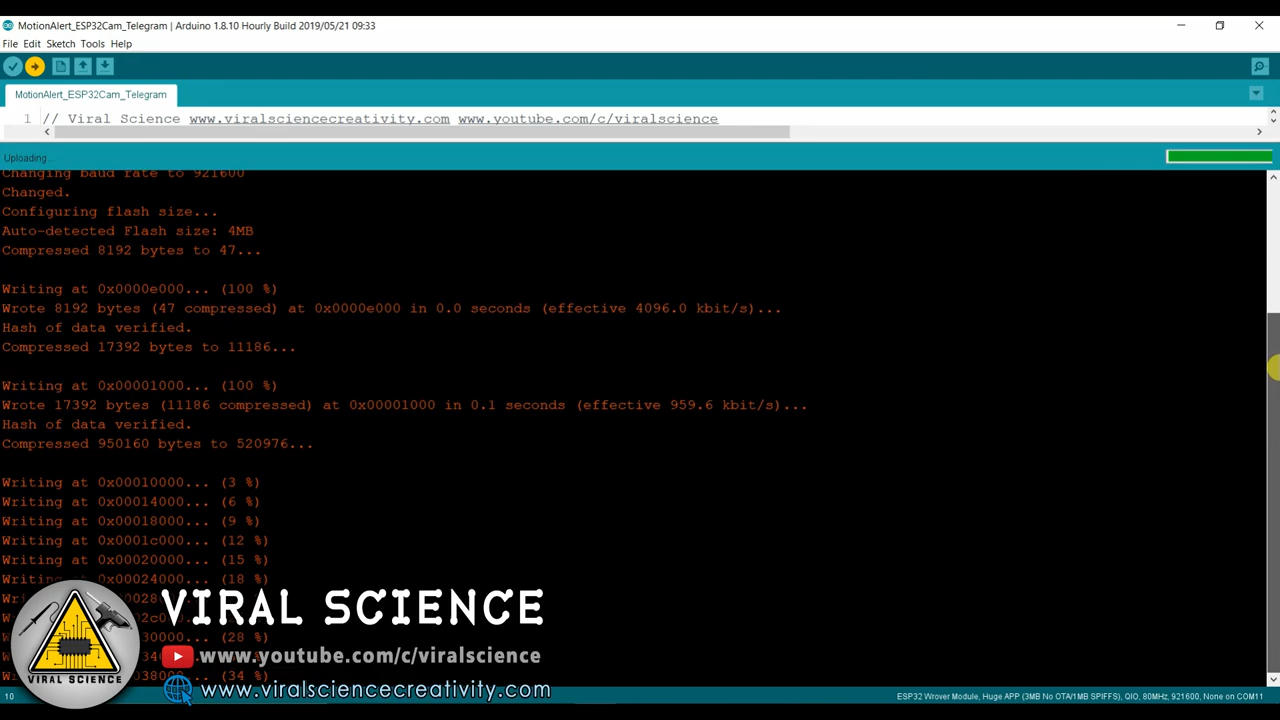 MotionAlert_ESP32Cam_Telegram | Arduino 1.8.10 Hourly Build 2019/05/21 09:33
File Edit Sketch Tools Help
MotionAlert_ESP32Cam_Telegram
1 // Viral Science www.viralsciencecreativity.com www.youtube.com/c/viralscience
Uploading...
Changing baud rate to 921600
Changed.
Configuring flash size...
Auto-detected Flash size: 4MB
Compressed 8192 bytes to 47...
Writing at 0x0000e000... (100 %)
Wrote 8192 bytes (47 compressed) at 0x0000e000 in 0.0 seconds (effective 4096.0 kbit/s)...
Hash of data verified.
Compressed 17392 bytes to 11186...
Writing at 0x00001000... (100 %)
Wrote 17392 bytes (11186 compressed) at 0x00001000 in 0.1 seconds (effective 959.6 kbit/s)...
Hash of data verified.
Compressed 950160 bytes to 520976...
Writing at 0x00010000... (3 %)
Writing at 0x00014000... (6 %)
Writing at 0x00018000... (9 %)
Writing at 0x0001c000... (12 %)
Writing at 0x00020000... (15 %)
Writing at 0x00024000... (18 %)
(28 %)
(34 %)
VIRAL SCIENCE
VIRAL SCIENCE
www.youtube.com/c/viralscience
www.viralsciencecreativity.com
10
ESP32 Wrover Module, Huge APP (3MB No OTA/1MB SPIFFS), QIO, 80MHz, 921600, None on COM11